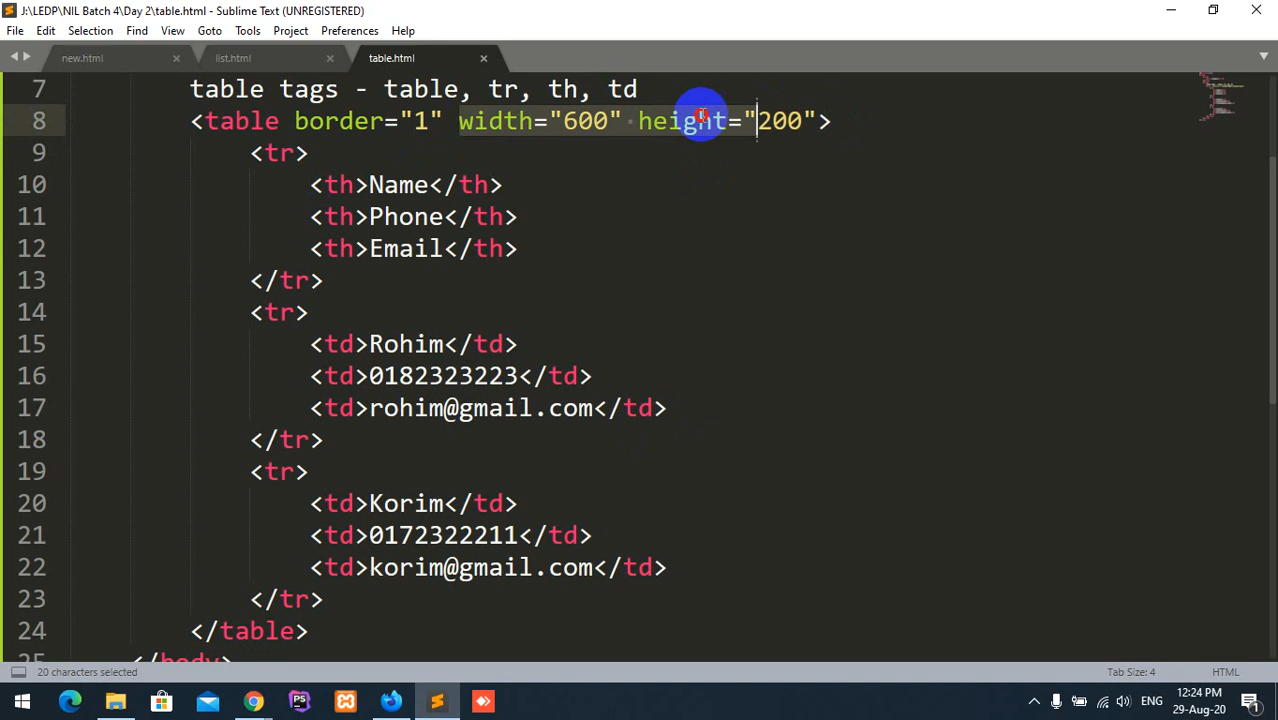 J:\LEDP\NIL Batch 4\Day 2\table.html - Sublime Text (UNREGISTERED)
File Edit Selection Find View Goto Tools Project Preferences Help
new.html × list.html × table.html ×
7 table tags - table, tr, th, td
8 <table border="1" width="600" height="200">
9 <tr>
10 <th>Name</th>
11 <th>Phone</th>
12 <th>Email</th>
13 </tr>
14 <tr>
15 <td>Rohim</td>
16 <td>0182323223</td>
17 <td>rohim@gmail.com</td>
18 </tr>
19 <tr>
20 <td>Korim</td>
21 <td>0172322211</td>
22 <td>korim@gmail.com</td>
23 </tr>
24 </table>
25 </body>
20 characters selected Tab Size: 4 HTML
PS ENG 12:24 PM
29-Aug-20 1